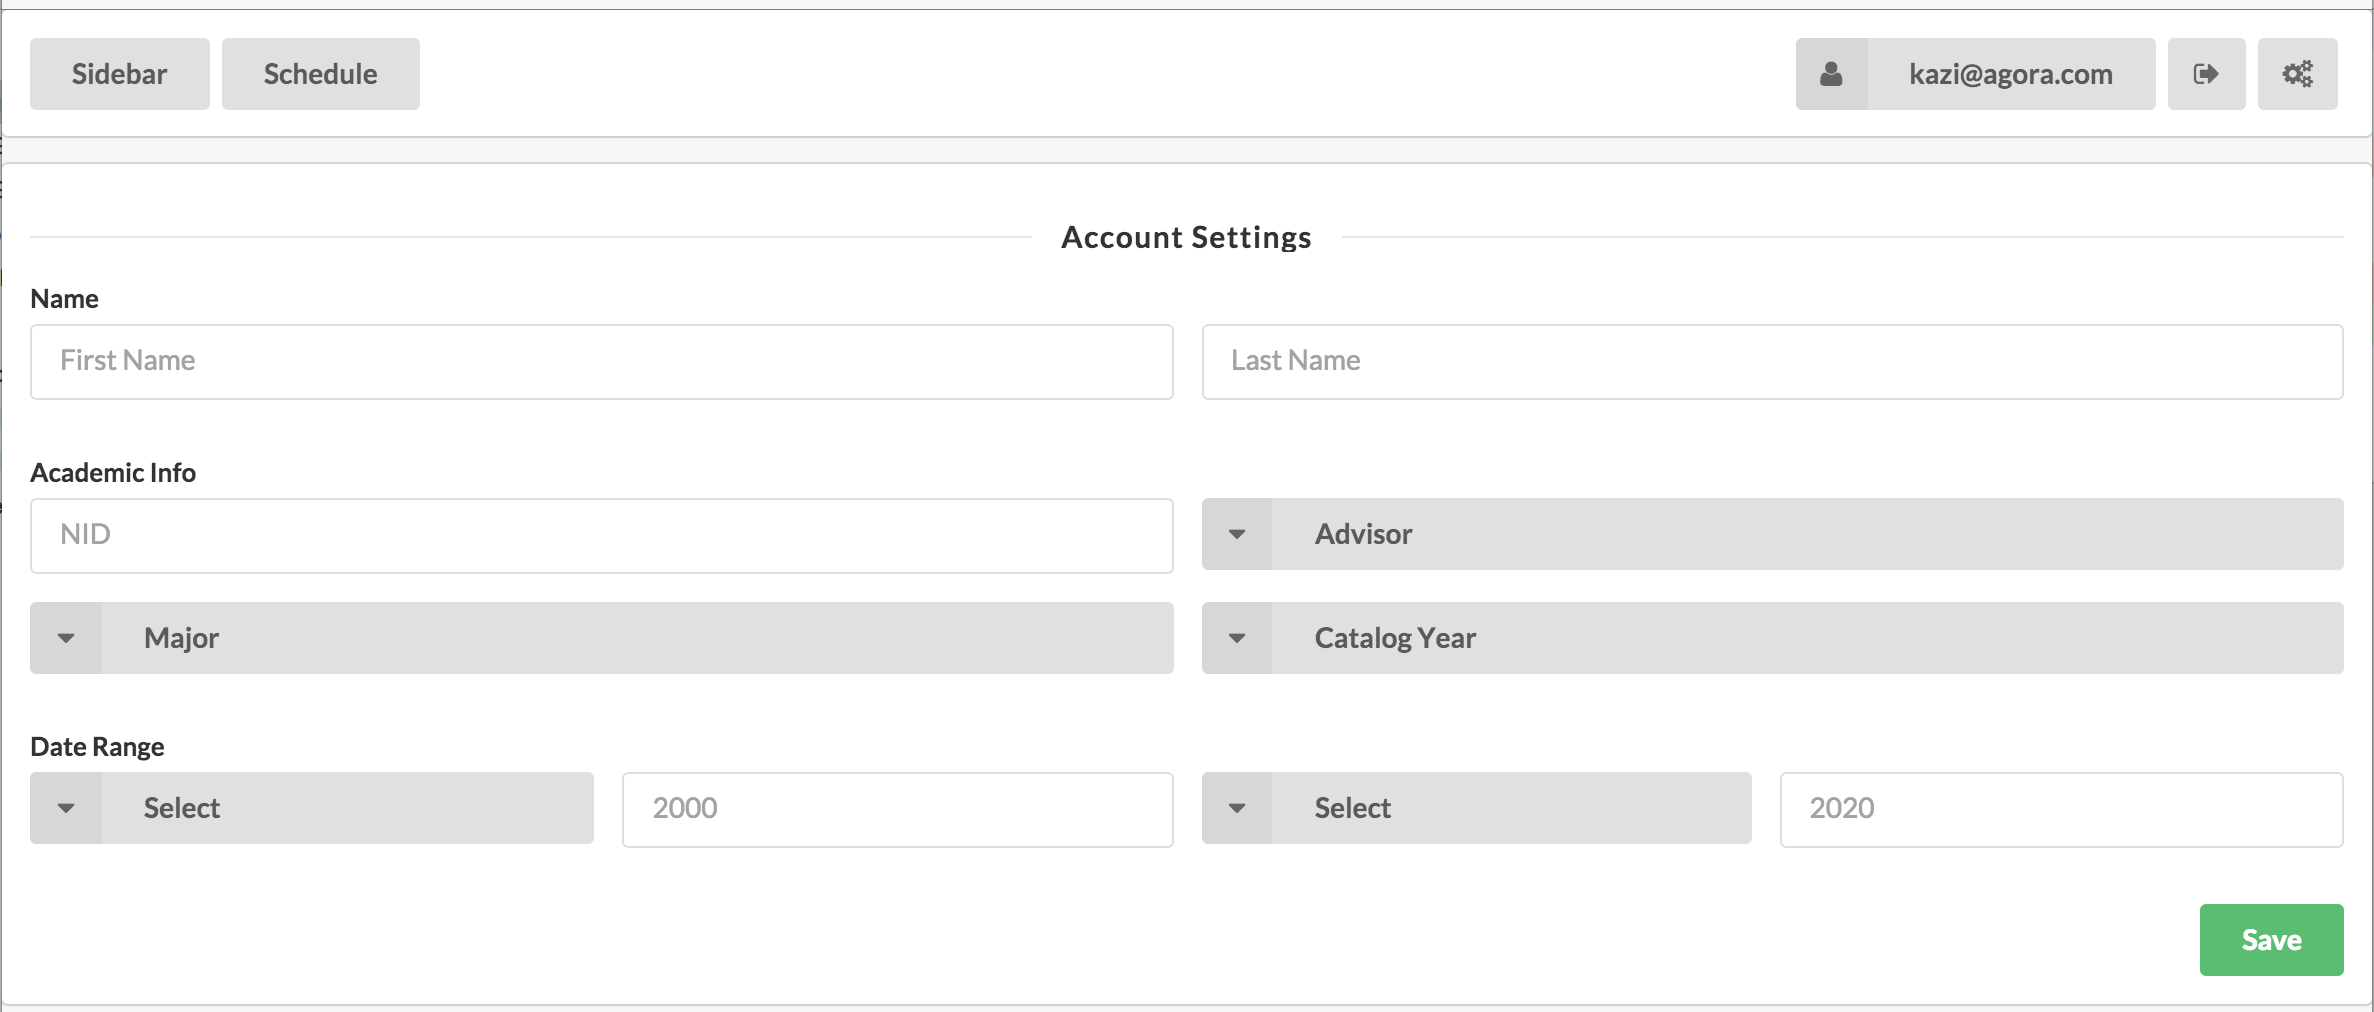 Sidebar Schedule kazi@agora.com
Account Settings
Name
First Name Last Name
Academic Info
NID Advisor
Major Catalog Year
Date Range
Select 2000 Select 2020
Save